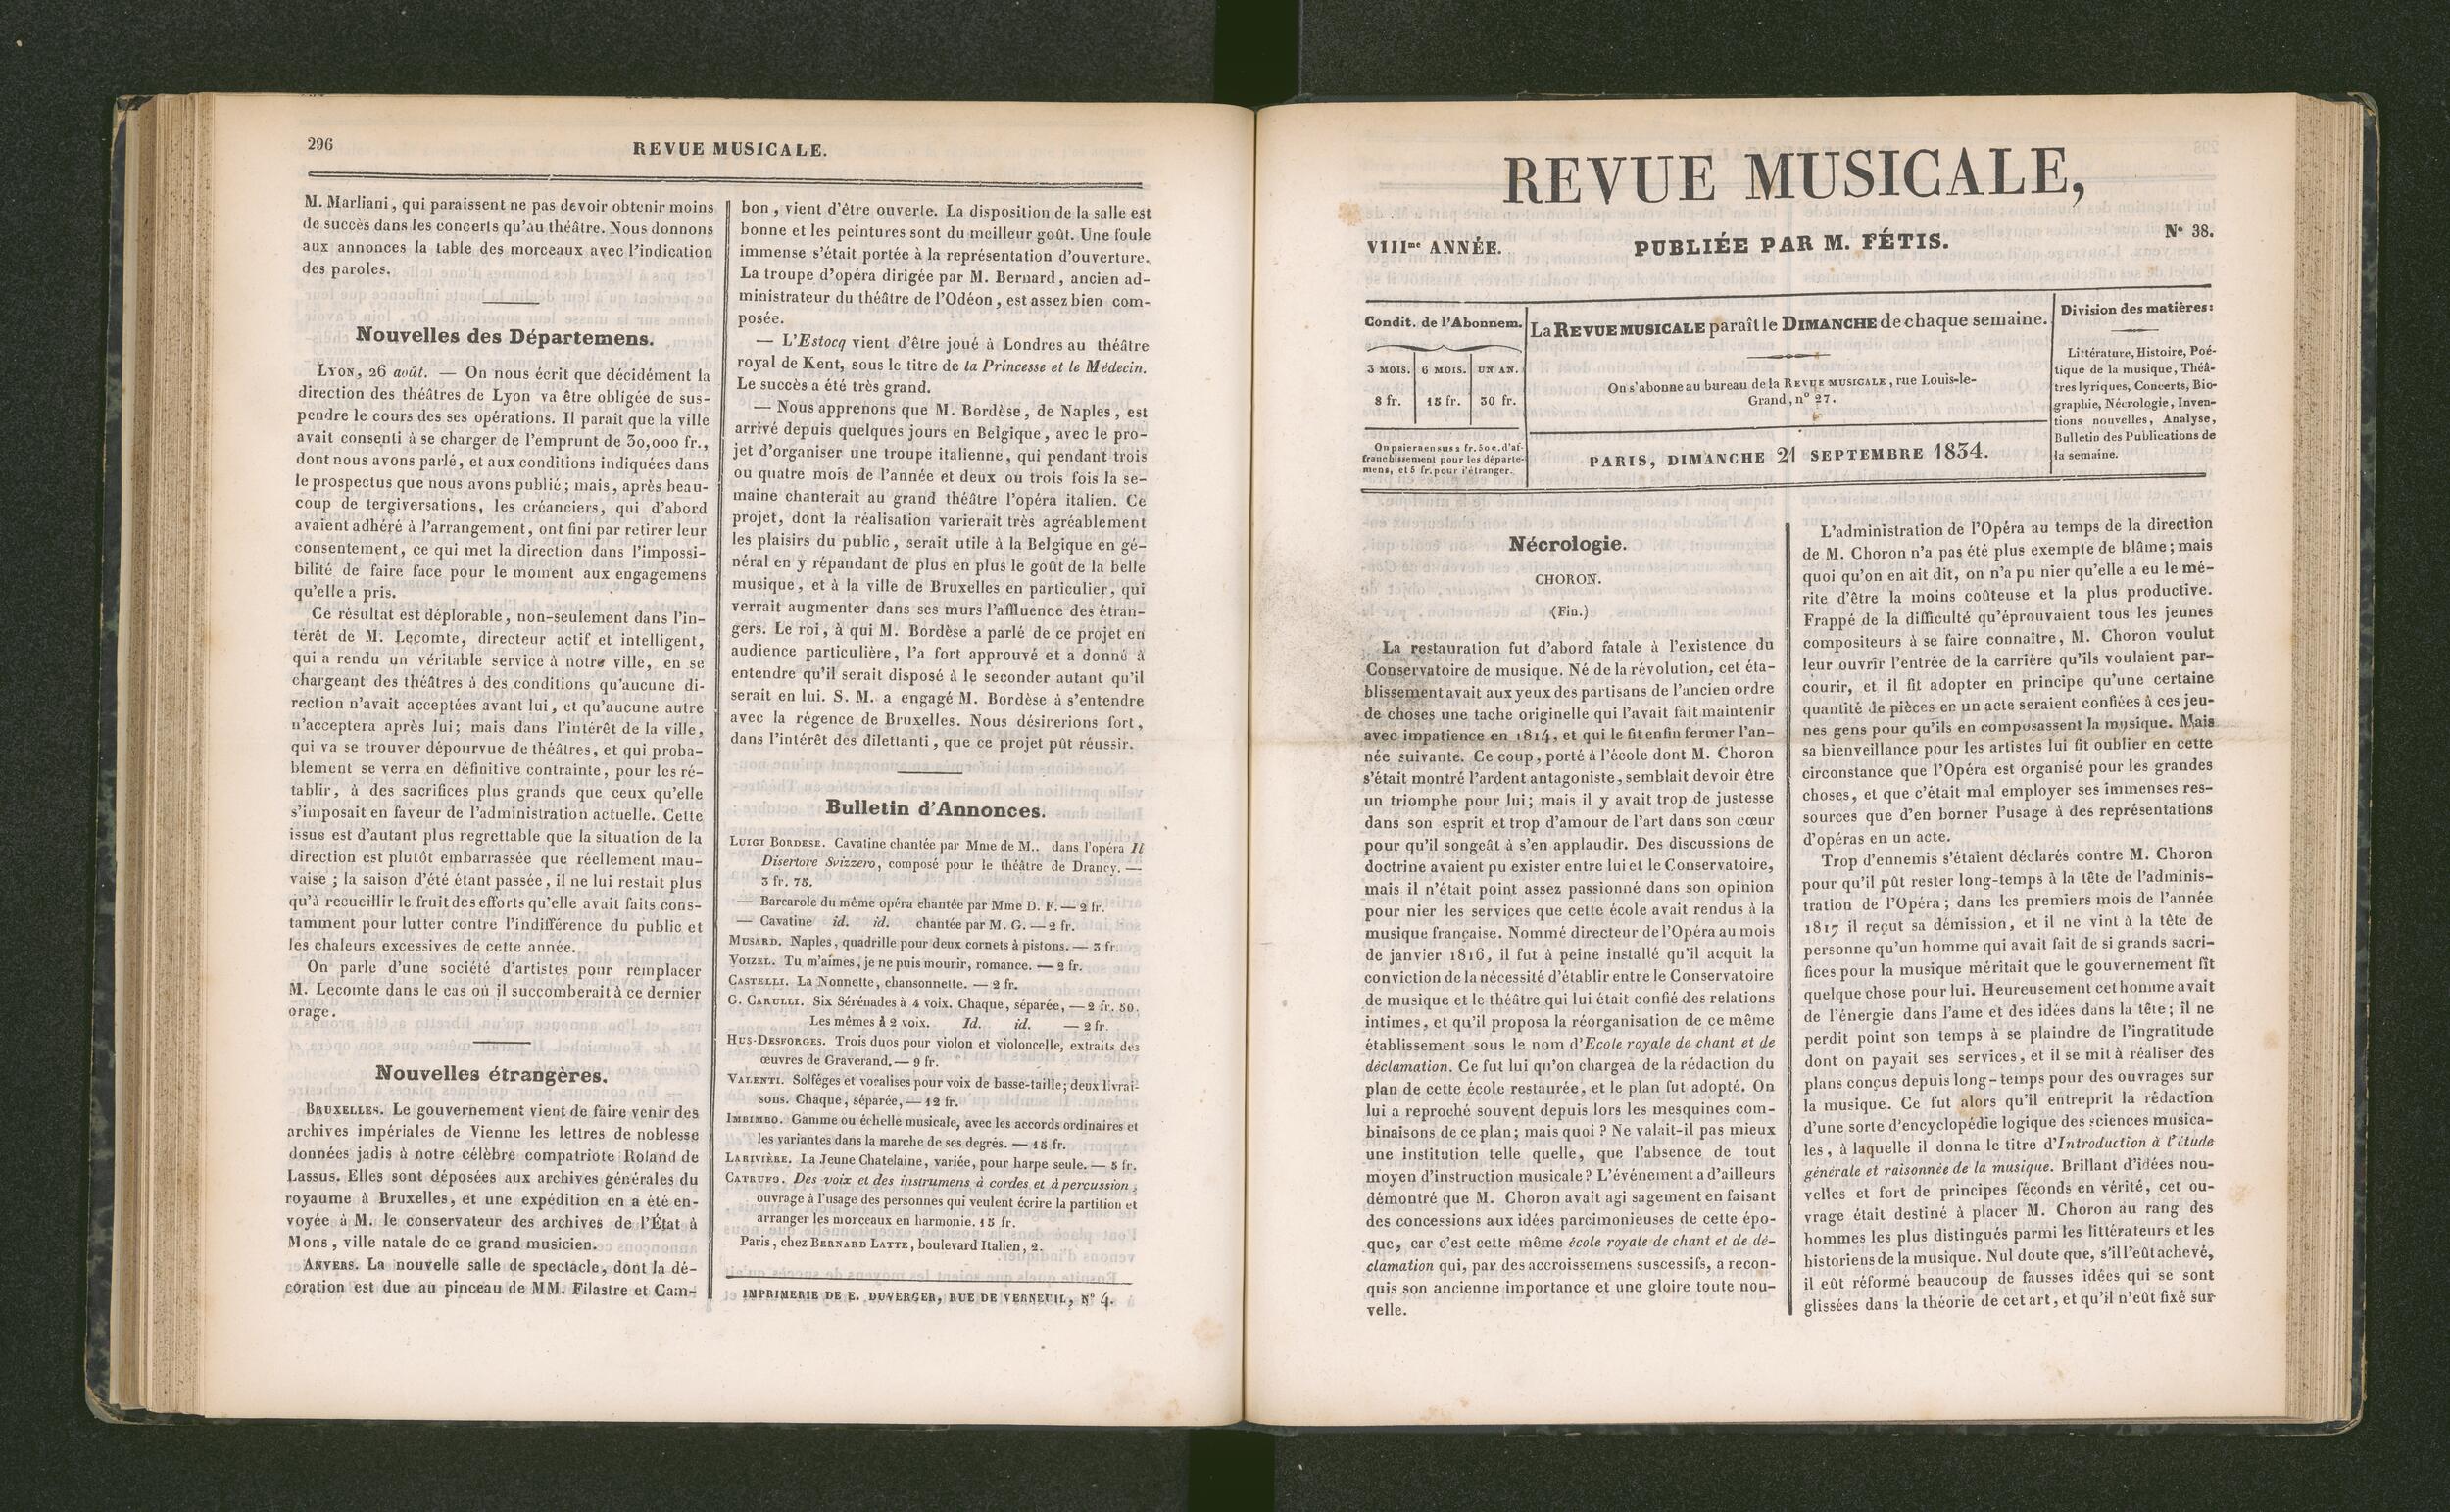 296
REVUE MUSICALE.
M. Marliani, qui paraissent ne pas devoir obtenir moins
de succès dans les concerts qu'au théâtre. Nous donnons
aux annonces la table des morceaux avec l'indication
des paroles.
Nouvelles des Départemens.
LYON, 26 août. — On nous écrit que décidément la
direction des théâtres de Lyon va être obligée de sus-
pendre le cours des ses opérations. Il paraît que la ville
avait consenti à se charger de l'emprunt de 30,000 fr.,
dont nous avons parlé, et aux conditions indiquées dans
le prospectus que nous avons publié; mais, après beau-
coup de tergiversations, les créanciers, qui d'abord
avaient adhéré à l'arrangement, ont fini par retirer leur
consentement, ce qui met la direction dans l'impossi-
bilité de faire face pour le moment aux engagemens
qu'elle a pris.
Ce résultat est déplorable, non-seulement dans l'in-
térêt de M. Lecomte, directeur actif et intelligent,
qui a rendu un véritable service à notre ville, en se
chargeant des théâtres à des conditions qu'aucune di-
rection n'avait acceptées avant lui, et qu'aucune autre
n'acceptera après lui; mais dans l'intérêt de la ville,
qui va se trouver dépourvue de théâtres, et qui proba-
blement se verra en définitive contrainte, pour les ré-
tablir, à des sacrifices plus grands que ceux qu'elle
s'imposait en faveur de l'administration actuelle. Cette
issue est d'autant plus regrettable que la situation de la
direction est plutôt embarrassée que réellement mau-
vaise; la saison d'été étant passée, il ne lui restait plus
qu'à recueillir le fruit des efforts qu'elle avait faits cons-
tamment pour lutter contre l'indifférence du public et
les chaleurs excessives de cette année.
On parle d'une société d'artistes pour remplacer
M. Lecomte dans le cas où il succomberait à ce dernier
orage.
Nouvelles étrangères.
BRUXELLES. Le gouvernement vient de faire venir des
archives impériales de Vienne les lettres de noblesse
données jadis à notre célèbre compatriote Roland de
Lassus. Elles sont déposées aux archives générales du
royaume à Bruxelles, et une expédition en a été en-
voyée à M. le conservateur des archives de l'État à
Mons, ville natale de ce grand musicien.
ANVERS. La nouvelle salle de spectacle, dont la dé-
coration est due au pinceau de MM. Filastre et Cam-
bon, vient d'être ouverte. La disposition de la salle est
bonne et les peintures sont du meilleur goût. Une foule
immense s'était portée à la représentation d'ouverture.
La troupe d'opéra dirigée par M. Bernard, ancien ad-
ministrateur du théâtre de l'Odéon, est assez bien com-
posée.
— L'Estocq vient d'être joué à Londres au théâtre
royal de Kent, sous le titre de la Princesse et le Médecin.
Le succès a été très grand.
— Nous apprenons que M. Bordèse, de Naples, est
arrivé depuis quelques jours en Belgique, avec le pro-
jet d'organiser une troupe italienne, qui pendant trois
ou quatre mois de l'année et deux ou trois fois la se-
maine chanterait au grand théâtre l'opéra italien. Ce
projet, dont la réalisation varierait très agréablement
les plaisirs du public, serait utile à la Belgique en gé-
néral en y répandant de plus en plus le goût de la belle
musique, et à la ville de Bruxelles en particulier, qui
verrait augmenter dans ses murs l'affluence des étran-
gers. Le roi, à qui M. Bordèse a parlé de ce projet en
audience particulière, l'a fort approuvé et a donné à
entendre qu'il serait disposé à le seconder autant qu'il
serait en lui. S. M. a engagé M. Bordèse à s'entendre
avec la régence de Bruxelles. Nous désirerions fort,
dans l'intérêt des dilettanti, que ce projet pût réussir.
Bulletin d'Annonces.
LUIGI BORDESE. Cavatine chantée par Mme de M.. dans l'opéra Il
Disertore Svizzero, composé pour le théâtre de Drancy. —
3 fr. 75.
— Barcarole du même opéra chantée par Mme D. F. — 2 fr.
— Cavatine id. id. chantée par M. G. — 2 fr.
MUSARD. Naples, quadrille pour deux cornets à pistons. — 3 fr.
VOIZEL. Tu m'aimes, je ne puis mourir, romance. — 2 fr.
CASTELLI. La Nonnette, chansonnette. — 2 fr.
G. CARULLI. Six Sérénades à 4 voix. Chaque, séparée, — 2 fr. 50.
Les mêmes à 2 voix. Id. id. — 2 fr.
HUS-DESFORGES. Trois duos pour violon et violoncelle, extraits des
œuvres de Graverand. — 9 fr.
VALENTI. Solféges et vocalises pour voix de basse-taille; deux livrai-
sons. Chaque, séparée, — 12 fr.
IMBIMBO. Gamme ou échelle musicale, avec les accords ordinaires et
les variantes dans la marche de ses degrés. — 15 fr.
LARIVIÈRE. La Jeune Chatelaine, variée, pour harpe seule. — 5 fr.
CATRUFO. Des voix et des instrumens à cordes et à percussion,
ouvrage à l'usage des personnes qui veulent écrire la partition et
arranger les morceaux en harmonie. 15 fr.
Paris, chez BERNARD LATTE, boulevard Italien, 2.
IMPRIMERIE DE E. DUVERGER, RUE DE VERNEUIL, N° 4.
REVUE MUSICALE,
VIIIme ANNÉE.
PUBLIÉE PAR M. FÉTIS.
N° 38.
Condit. de l'Abonnem.
3 MOIS. 6 MOIS. UN AN.
8 fr. 15 fr. 30 fr.
On paiera en sus 2 fr. 50 c. d'af-
franchissement pour les départe-
mens, et 5 fr. pour l'étranger.
La REVUE MUSICALE paraît le DIMANCHE de chaque semaine.
On s'abonne au bureau de la REVUE MUSICALE, rue Louis-le-
Grand, n° 27.
PARIS, DIMANCHE 21 SEPTEMBRE 1834.
Division des matières:
Littérature, Histoire, Poé-
tique de la musique, Théâ-
tres lyriques, Concerts, Bio-
graphie, Nécrologie, Inven-
tions nouvelles, Analyse,
Bulletin des Publications de
la semaine.
Nécrologie.
CHORON.
(Fin.)
La restauration fut d'abord fatale à l'existence du
Conservatoire de musique. Né de la révolution, cet éta-
blissement avait aux yeux des partisans de l'ancien ordre
de choses une tache originelle qui l'avait fait maintenir
avec impatience en 1814, et qui le fit enfin fermer l'an-
née suivante. Ce coup, porté à l'école dont M. Choron
s'était montré l'ardent antagoniste, semblait devoir être
un triomphe pour lui; mais il y avait trop de justesse
dans son esprit et trop d'amour de l'art dans son cœur
pour qu'il songeât à s'en applaudir. Des discussions de
doctrine avaient pu exister entre lui et le Conservatoire,
mais il n'était point assez passionné dans son opinion
pour nier les services que cette école avait rendus à la
musique française. Nommé directeur de l'Opéra au mois
de janvier 1816, il fut à peine installé qu'il acquit la
conviction de la nécessité d'établir entre le Conservatoire
de musique et le théâtre qui lui était confié des relations
intimes, et qu'il proposa la réorganisation de ce même
établissement sous le nom d'Ecole royale de chant et de
déclamation. Ce fut lui qu'on chargea de la rédaction du
plan de cette école restaurée, et le plan fut adopté. On
lui a reproché souvent depuis lors les mesquines com-
binaisons de ce plan; mais quoi? Ne valait-il pas mieux
une institution telle quelle, que l'absence de tout
moyen d'instruction musicale? L'événement a d'ailleurs
démontré que M. Choron avait agi sagement en faisant
des concessions aux idées parcimonieuses de cette épo-
que, car c'est cette même école royale de chant et de dé-
clamation qui, par des accroissemens suscessifs, a recon-
quis son ancienne importance et une gloire toute nou-
velle.
L'administration de l'Opéra au temps de la direction
de M. Choron n'a pas été plus exempte de blâme; mais
quoi qu'on en ait dit, on n'a pu nier qu'elle a eu le mé-
rite d'être la moins coûteuse et la plus productive.
Frappé de la difficulté qu'éprouvaient tous les jeunes
compositeurs à se faire connaître, M. Choron voulut
leur ouvrir l'entrée de la carrière qu'ils voulaient par-
courir, et il fit adopter en principe qu'une certaine
quantité de pièces en un acte seraient confiées à ces jeu-
nes gens pour qu'ils en composassent la musique. Mais
sa bienveillance pour les artistes lui fit oublier en cette
circonstance que l'Opéra est organisé pour les grandes
choses, et que c'était mal employer ses immenses res-
sources que d'en borner l'usage à des représentations
d'opéras en un acte.
Trop d'ennemis s'étaient déclarés contre M. Choron
pour qu'il pût rester long-temps à la tête de l'adminis-
tration de l'Opéra; dans les premiers mois de l'année
1817 il reçut sa démission, et il ne vint à la tête de
personne qu'un homme qui avait fait de si grands sacri-
fices pour la musique méritait que le gouvernement fît
quelque chose pour lui. Heureusement cet homme avait
de l'énergie dans l'ame et des idées dans la tête; il ne
perdit point son temps à se plaindre de l'ingratitude
dont on payait ses services, et il se mit à réaliser des
plans conçus depuis long-temps pour des ouvrages sur
la musique. Ce fut alors qu'il entreprit la rédaction
d'une sorte d'encyclopédie logique des sciences musica-
les, à laquelle il donna le titre d'Introduction à l'étude
générale et raisonnée de la musique. Brillant d'idées nou-
velles et fort de principes féconds en vérité, cet ou-
vrage était destiné à placer M. Choron au rang des
hommes les plus distingués parmi les littérateurs et les
historiens de la musique. Nul doute que, s'il l'eût achevé,
il eût réformé beaucoup de fausses idées qui se sont
glissées dans la théorie de cet art, et qu'il n'eût fixé sur